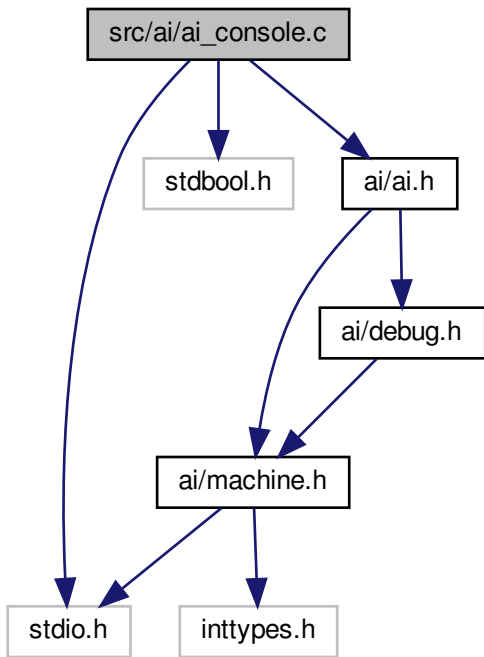 src/ai/ai_console.c
stdbool.h
ai/ai.h
ai/debug.h
ai/machine.h
stdio.h
inttypes.h